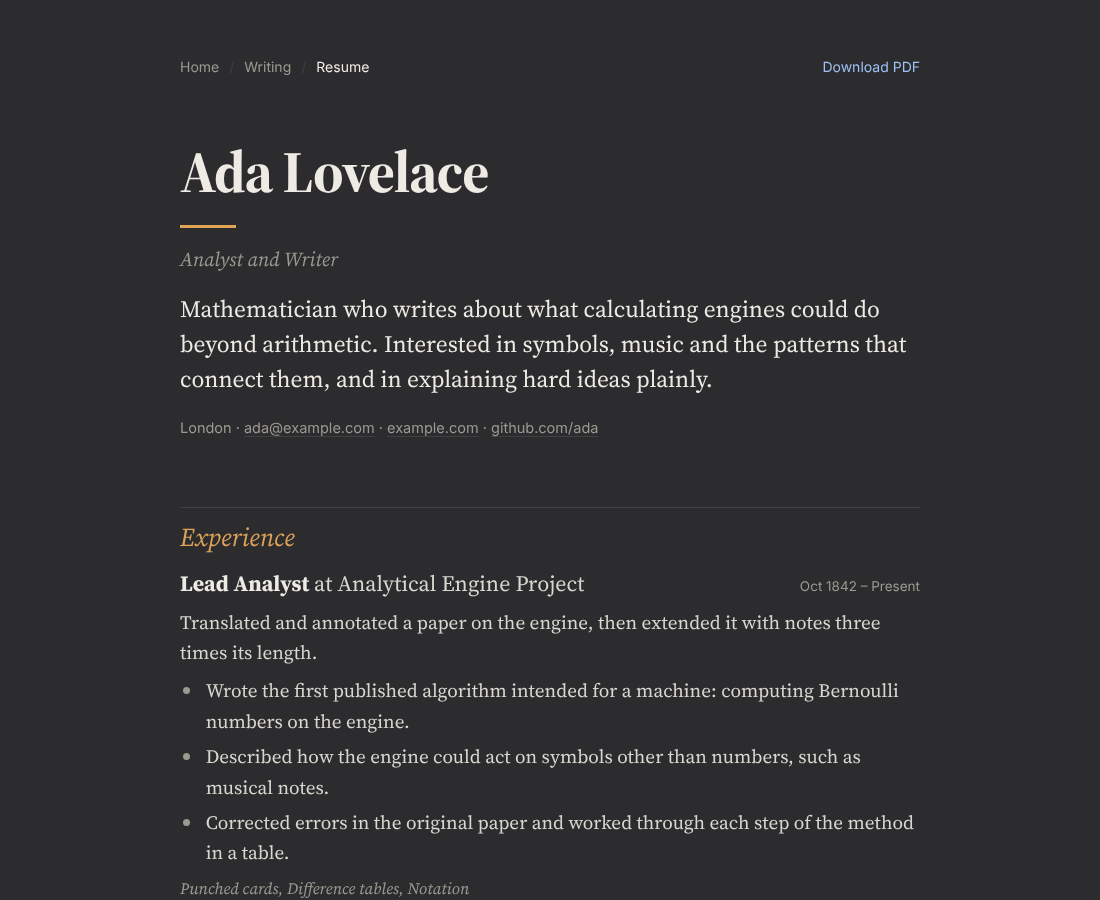 Home / Writing / Resume
Download PDF
Ada Lovelace
Analyst and Writer
Mathematician who writes about what calculating engines could do
beyond arithmetic. Interested in symbols, music and the patterns that
connect them, and in explaining hard ideas plainly.
London · ada@example.com · example.com · github.com/ada
Experience
Lead Analyst at Analytical Engine Project
Oct 1842 – Present
Translated and annotated a paper on the engine, then extended it with notes three
times its length.
• Wrote the first published algorithm intended for a machine: computing Bernoulli
numbers on the engine.
• Described how the engine could act on symbols other than numbers, such as
musical notes.
• Corrected errors in the original paper and worked through each step of the method
in a table.
Punched cards, Difference tables, Notation